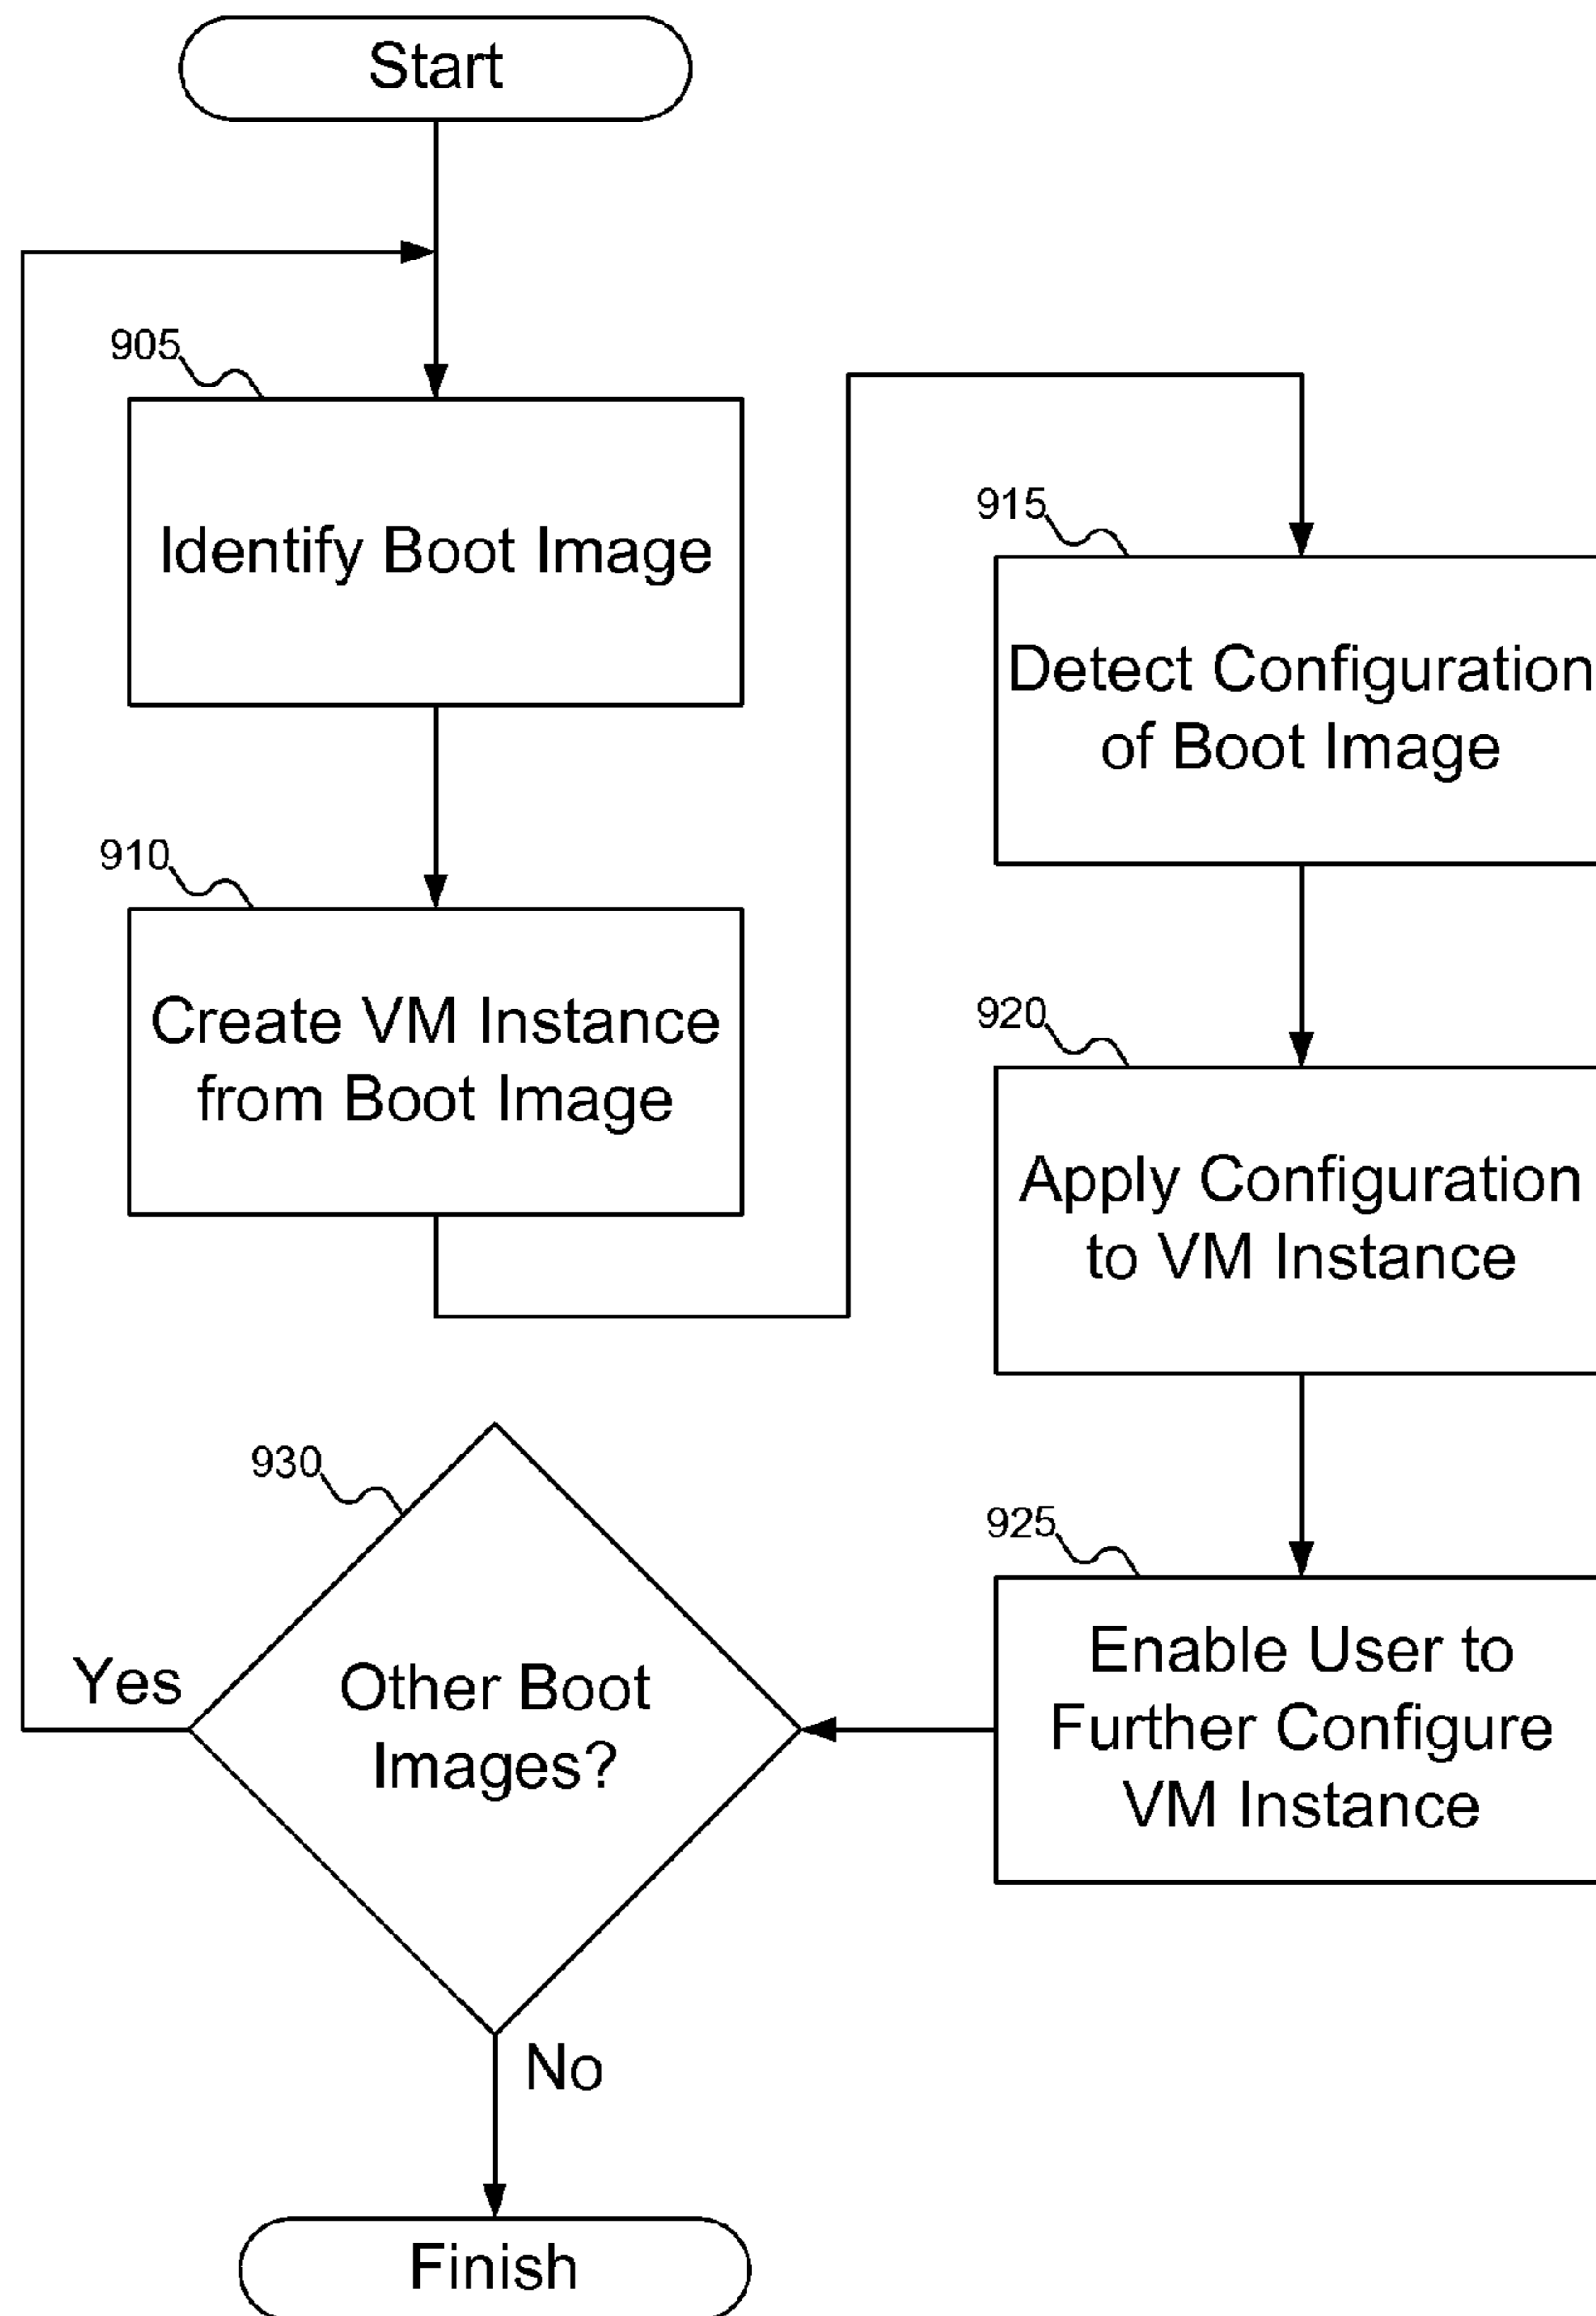 Start
905
Identify Boot Image
910
Create VM Instance
from Boot Image
915
Detect Configuration
of Boot Image
920
Apply Configuration
to VM Instance
925
Enable User to
Further Configure
VM Instance
930
Other Boot
Images?
Yes
No
Finish